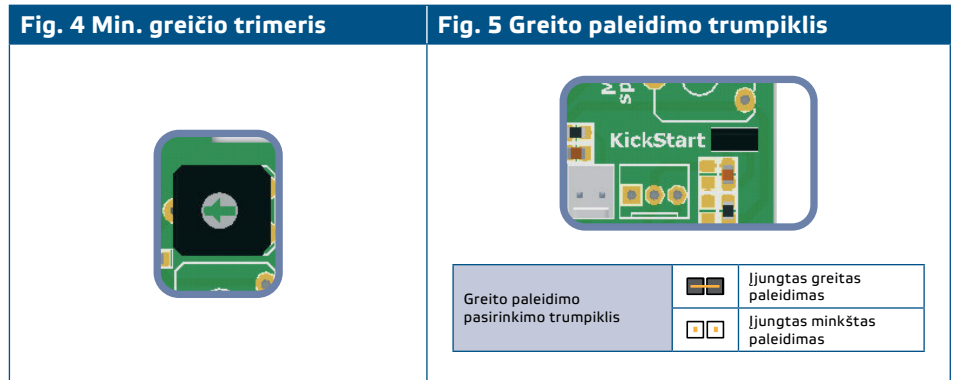 Fig. 4 Min. greičio trimeris
Fig. 5 Greito paleidimo trumpiklis
KickStart
Greito paleidimo
pasirinkimo trumpiklis
Įjungtas greitas
paleidimas
Įjungtas minkštas
paleidimas